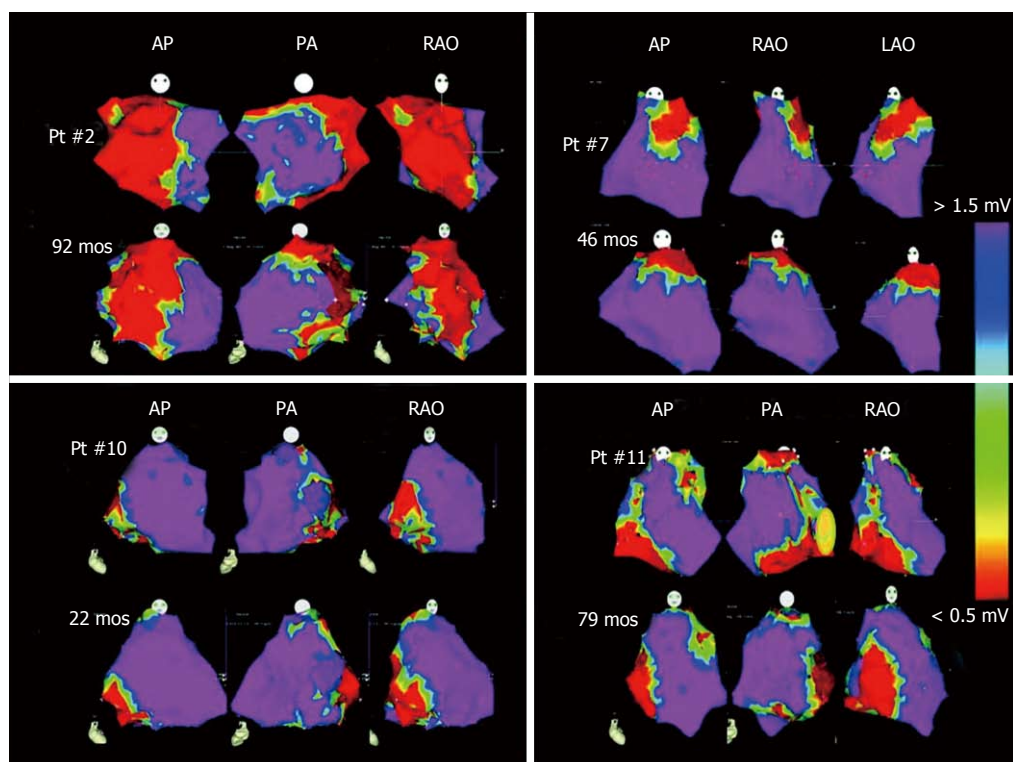 AP PA RAO
Pt #2
92 mos
AP RAO LAO
Pt #7
> 1.5 mV
46 mos
AP PA RAO
Pt #10
22 mos
AP PA RAO
Pt #11
79 mos
< 0.5 mV